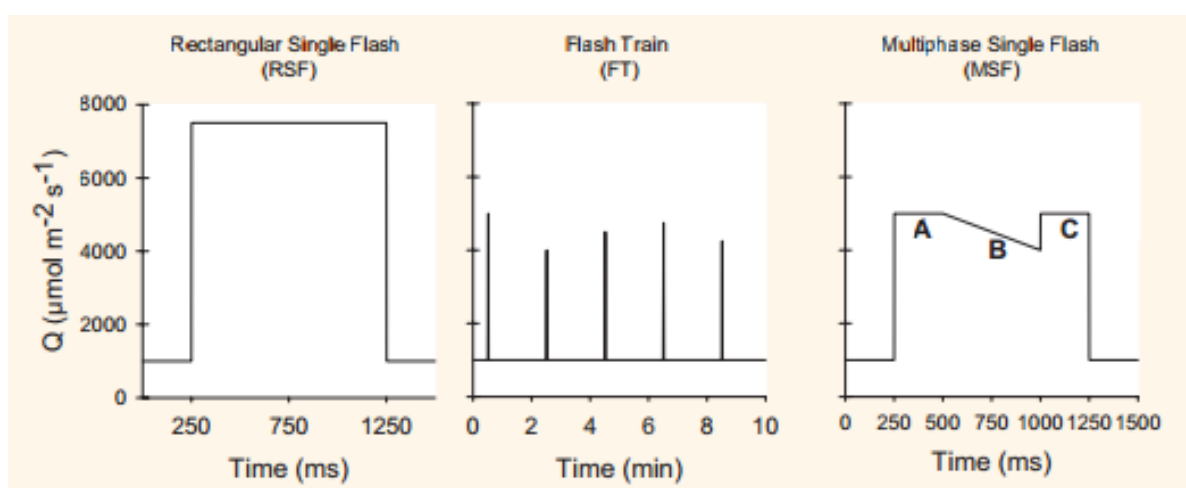 Rectangular Single Flash
(RSF)
Flash Train
(FT)
Multiphase Single Flash
(MSF)
Q (µmol m-2 s-1)
8000
6000
4000
2000
0
250 750 1250
Time (ms)
0 2 4 6 8 10
Time (min)
A
B
C
0 250 500 750 1000 1250 1500
Time (ms)